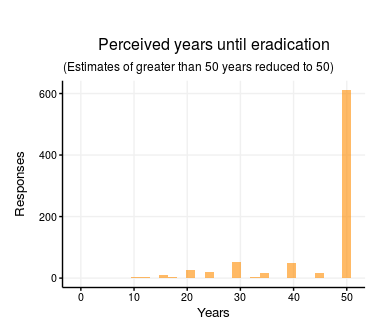 Perceived years until eradication
(Estimates of greater than 50 years reduced to 50)
600
400
200
0
Responses
0 10 20 30 40 50
Years